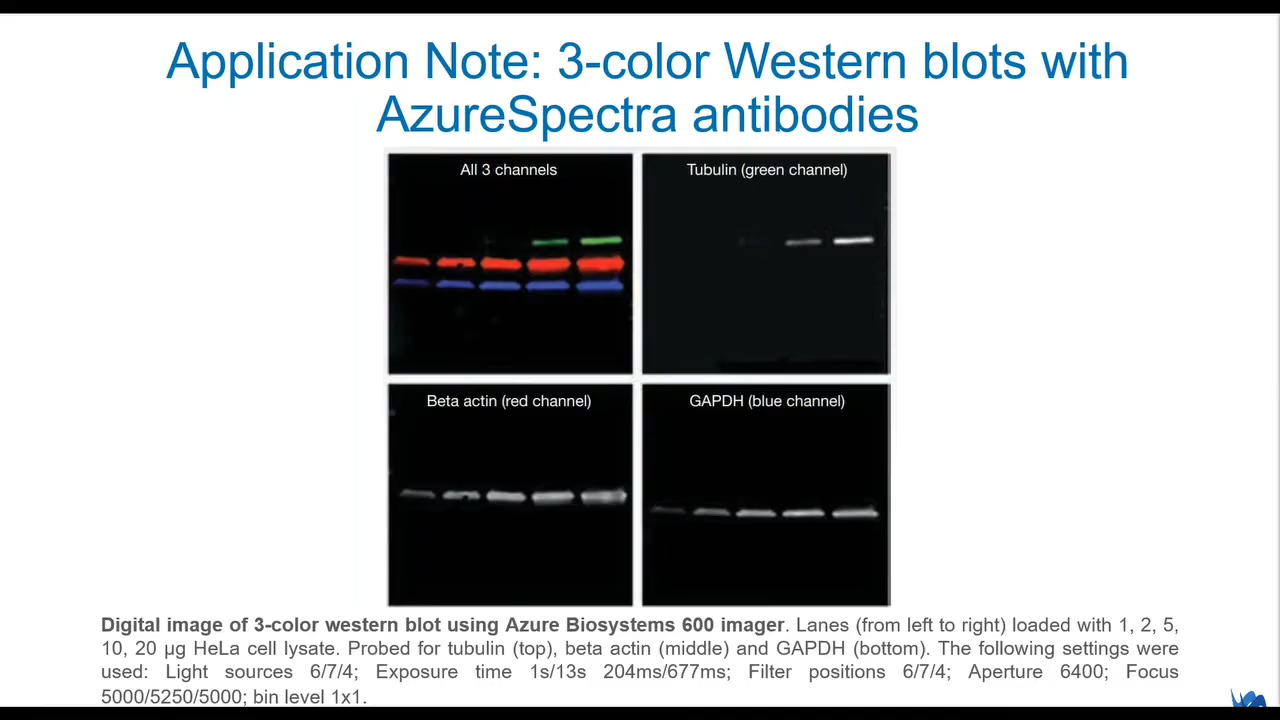 Application Note: 3-color Western blots with
AzureSpectra antibodies
All 3 channels
Tubulin (green channel)
Beta actin (red channel)
GAPDH (blue channel)
Digital image of 3-color western blot using Azure Biosystems 600 imager. Lanes (from left to right) loaded with 1, 2, 5,
10, 20 µg HeLa cell lysate. Probed for tubulin (top), beta actin (middle) and GAPDH (bottom). The following settings were
used: Light sources 6/7/4; Exposure time 1s/13s 204ms/677ms; Filter positions 6/7/4; Aperture 6400; Focus
5000/5250/5000; bin level 1x1.